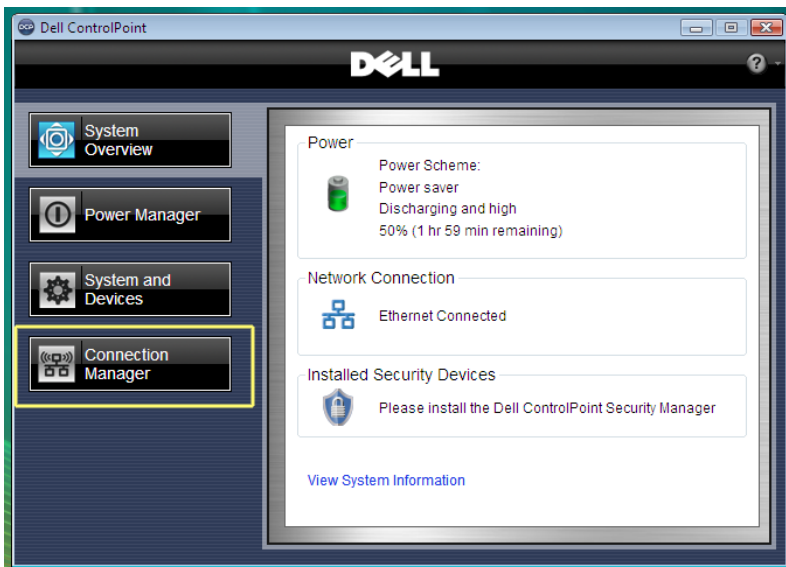 Dell ControlPoint
DELL
?
System
Overview
Power Manager
System and
Devices
Connection
Manager
Power
Power Scheme:
Power saver
Discharging and high
50% (1 hr 59 min remaining)
Network Connection
Ethernet Connected
Installed Security Devices
Please install the Dell ControlPoint Security Manager
View System Information